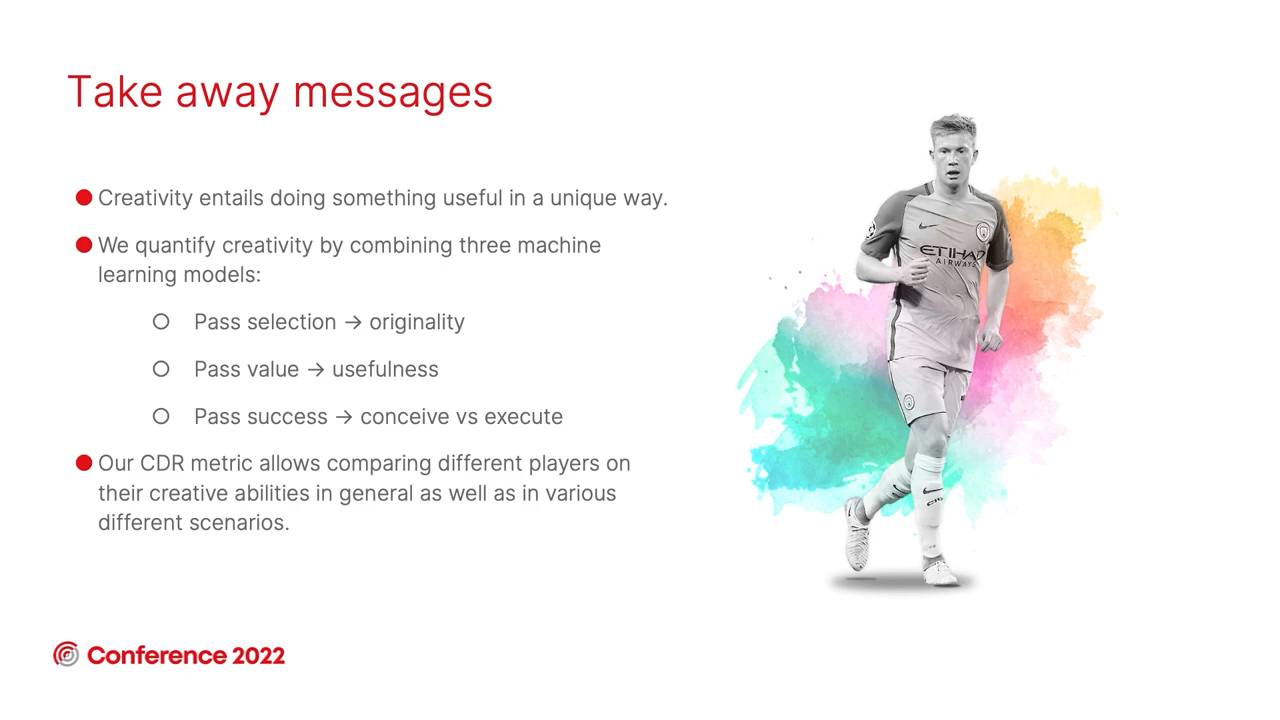 Take away messages
Creativity entails doing something useful in a unique way.
We quantify creativity by combining three machine
learning models:
Pass selection → originality
Pass value → usefulness
Pass success → conceive vs execute
Our CDR metric allows comparing different players on
their creative abilities in general as well as in various
different scenarios.
ETIHAD
AIRWAYS
Conference 2022